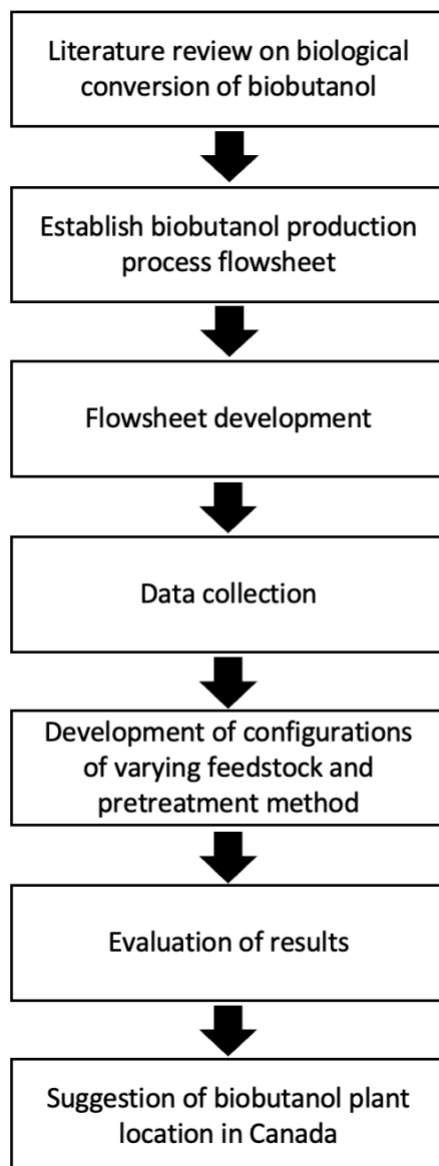 Literature review on biological
conversion of biobutanol
Establish biobutanol production
process flowsheet
Flowsheet development
Data collection
Development of configurations
of varying feedstock and
pretreatment method
Evaluation of results
Suggestion of biobutanol plant
location in Canada